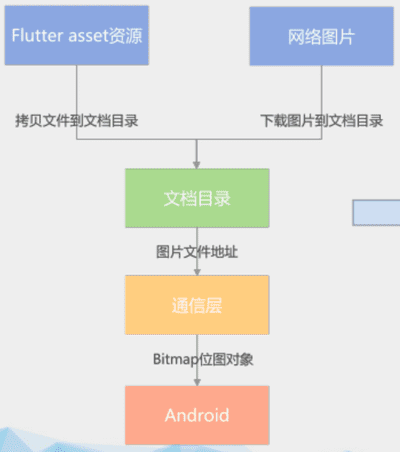 Flutter asset资源
网络图片
拷贝文件到文档目录
下载图片到文档目录
文档目录
图片文件地址
通信层
Bitmap位图对象
Android